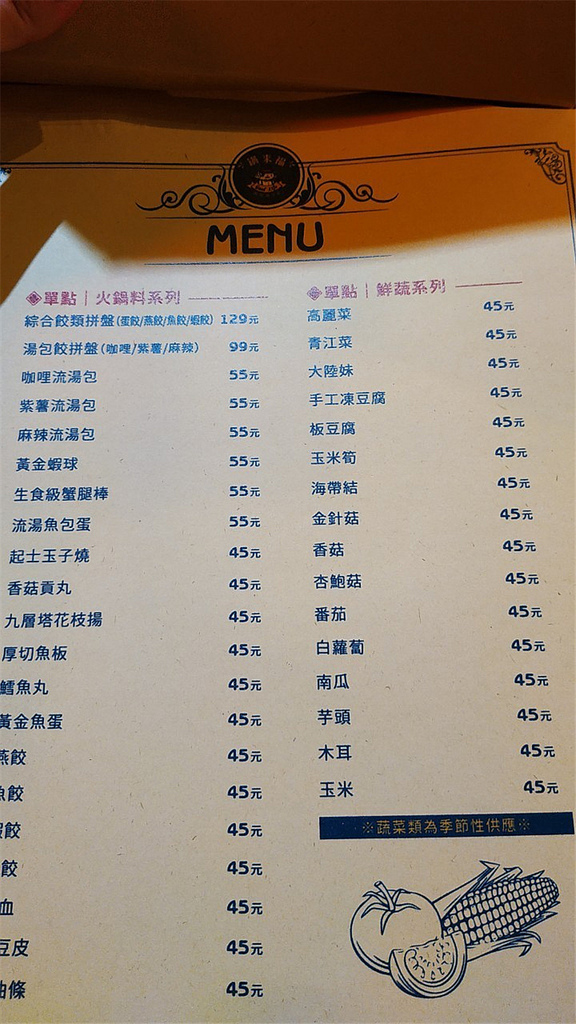 MENU
單點｜火鍋料系列
綜合餃類拼盤(蛋餃/燕餃/魚餃/蝦餃) 129元
湯包餃拼盤(咖哩/紫薯/麻辣) 99元
咖哩流湯包 55元
紫薯流湯包 55元
麻辣流湯包 55元
黃金蝦球 55元
生食級蟹腿棒 55元
流湯魚包蛋 55元
起士玉子燒 45元
香菇貢丸 45元
九層塔花枝揚 45元
厚切魚板 45元
鱈魚丸 45元
黃金魚蛋 45元
燕餃 45元
魚餃 45元
蝦餃 45元
餃 45元
血 45元
豆皮 45元
油條 45元
單點｜鮮蔬系列
高麗菜 45元
青江菜 45元
大陸妹 45元
手工凍豆腐 45元
板豆腐 45元
玉米筍 45元
海帶結 45元
金針菇 45元
香菇 45元
杏鮑菇 45元
番茄 45元
白蘿蔔 45元
南瓜 45元
芋頭 45元
木耳 45元
玉米 45元
※蔬菜類為季節性供應※